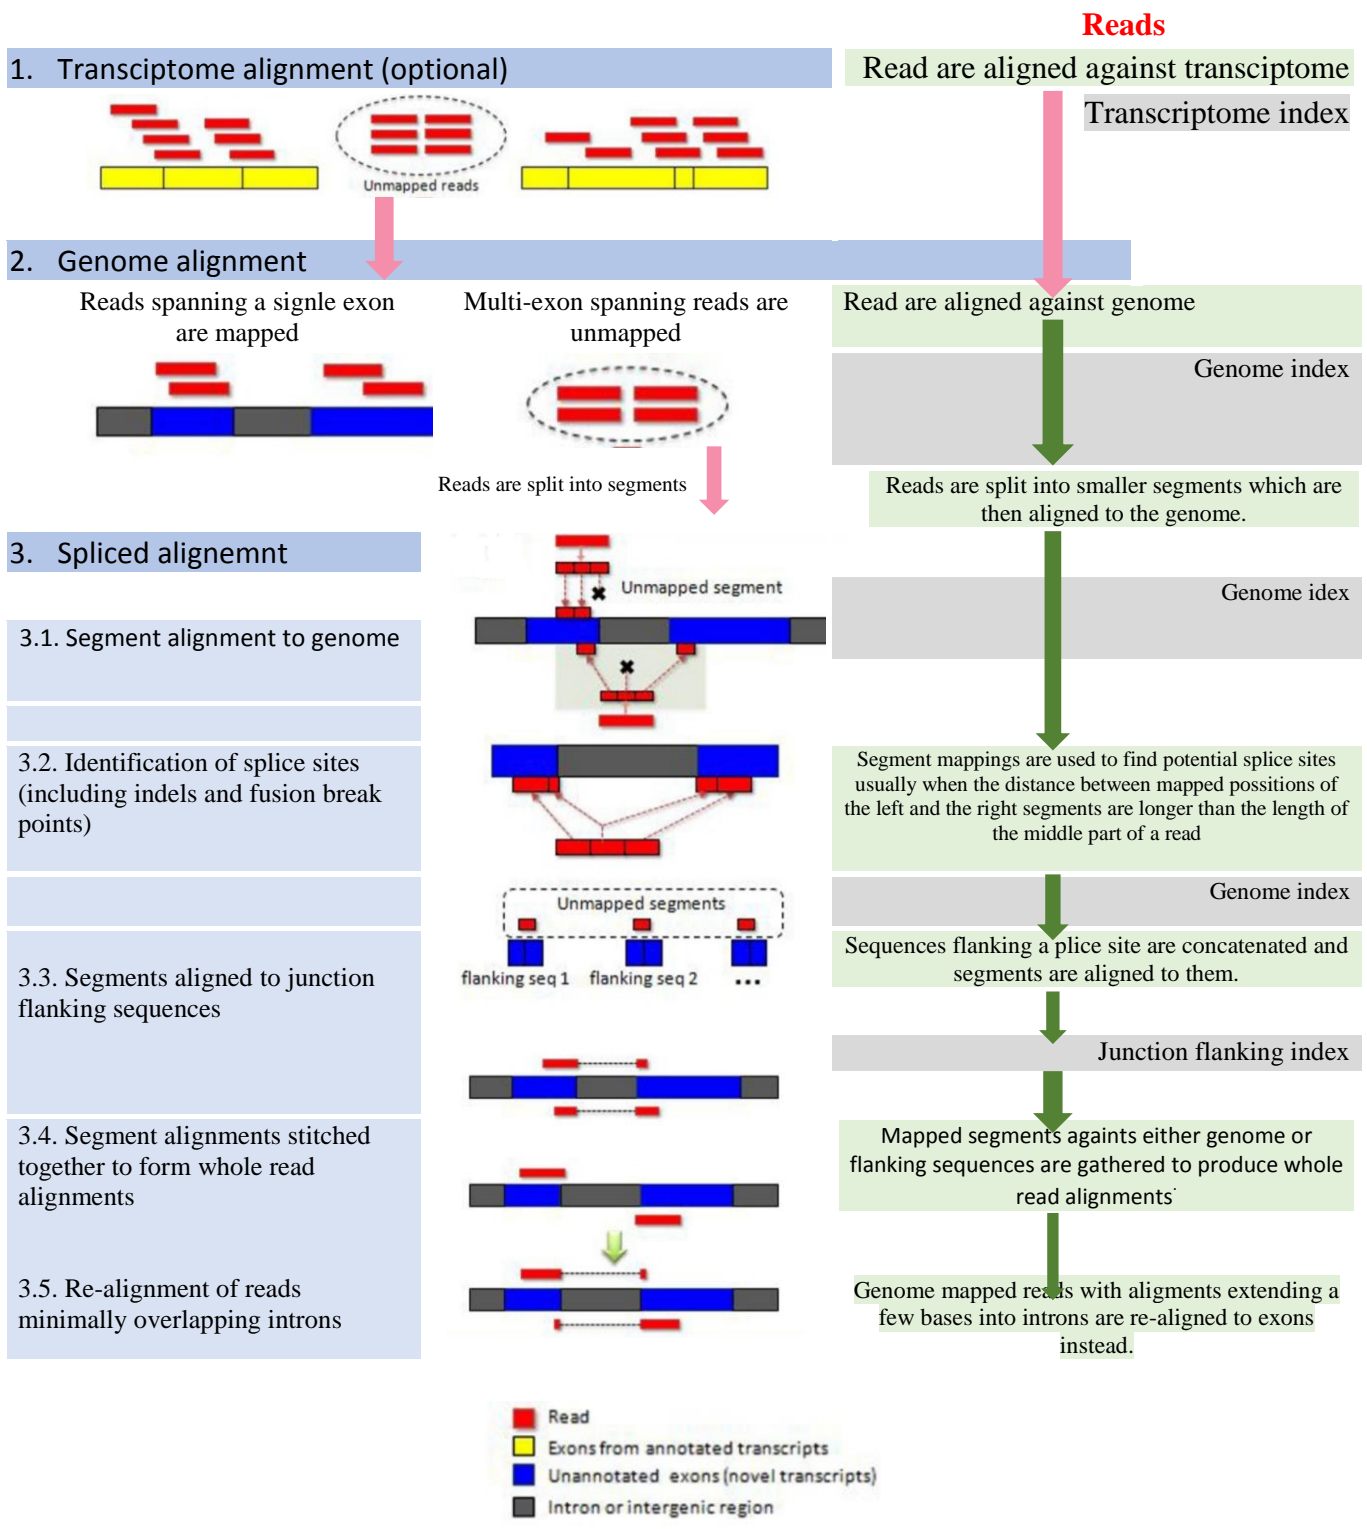 Reads
1. Transciptome alignment (optional)
Read are aligned against transciptome
Transcriptome index
Unmapped reads
2. Genome alignment
Reads spanning a signle exon
are mapped
Multi-exon spanning reads are
unmapped
Read are aligned against genome
Genome index
Reads are split into segments
Reads are split into smaller segments which are
then aligned to the genome.
3. Spliced alignemnt
Unmapped segment
Genome idex
3.1. Segment alignment to genome
3.2. Identification of splice sites
(including indels and fusion break
points)
Segment mappings are used to find potential splice sites
usually when the distance between mapped possitions of
the left and the right segments are longer than the length of
the middle part of a read
Genome index
Unmapped segments
flanking seq 1 flanking seq 2 ...
Sequences flanking a plice site are concatenated and
segments are aligned to them.
3.3. Segments aligned to junction
flanking sequences
Junction flanking index
3.4. Segment alignments stitched
together to form whole read
alignments
Mapped segments againts either genome or
flanking sequences are gathered to produce whole
read alignments.
3.5. Re-alignment of reads
minimally overlapping introns
Genome mapped reads with aligments extending a
few bases into introns are re-aligned to exons
instead.
Read
Exons from annotated transcripts
Unannotated exons (novel transcripts)
Intron or intergenic region